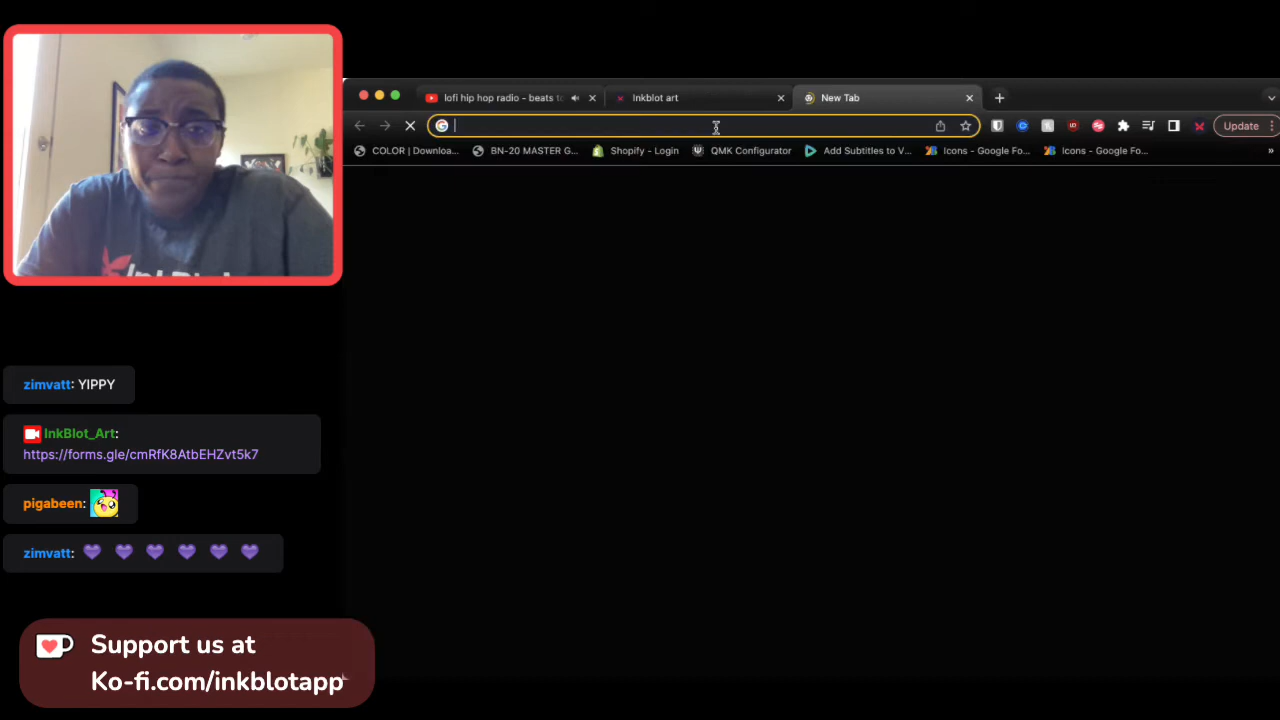 lofi hip hop radio - beats to
Inkblot art
New Tab
COLOR | Downloa...
BN-20 MASTER G...
Shopify - Login
QMK Configurator
Add Subtitles to V...
Icons - Google Fo...
Icons - Google Fo...
»
Update
InkBlot
zimvatt: YIPPY
InkBlot_Art:
https://forms.gle/cmRfK8AtbEHZvt5k7
pigabeen:
zimvatt: 💜 💜 💜 💜 💜 💜
Support us at
Ko-fi.com/inkblotapp